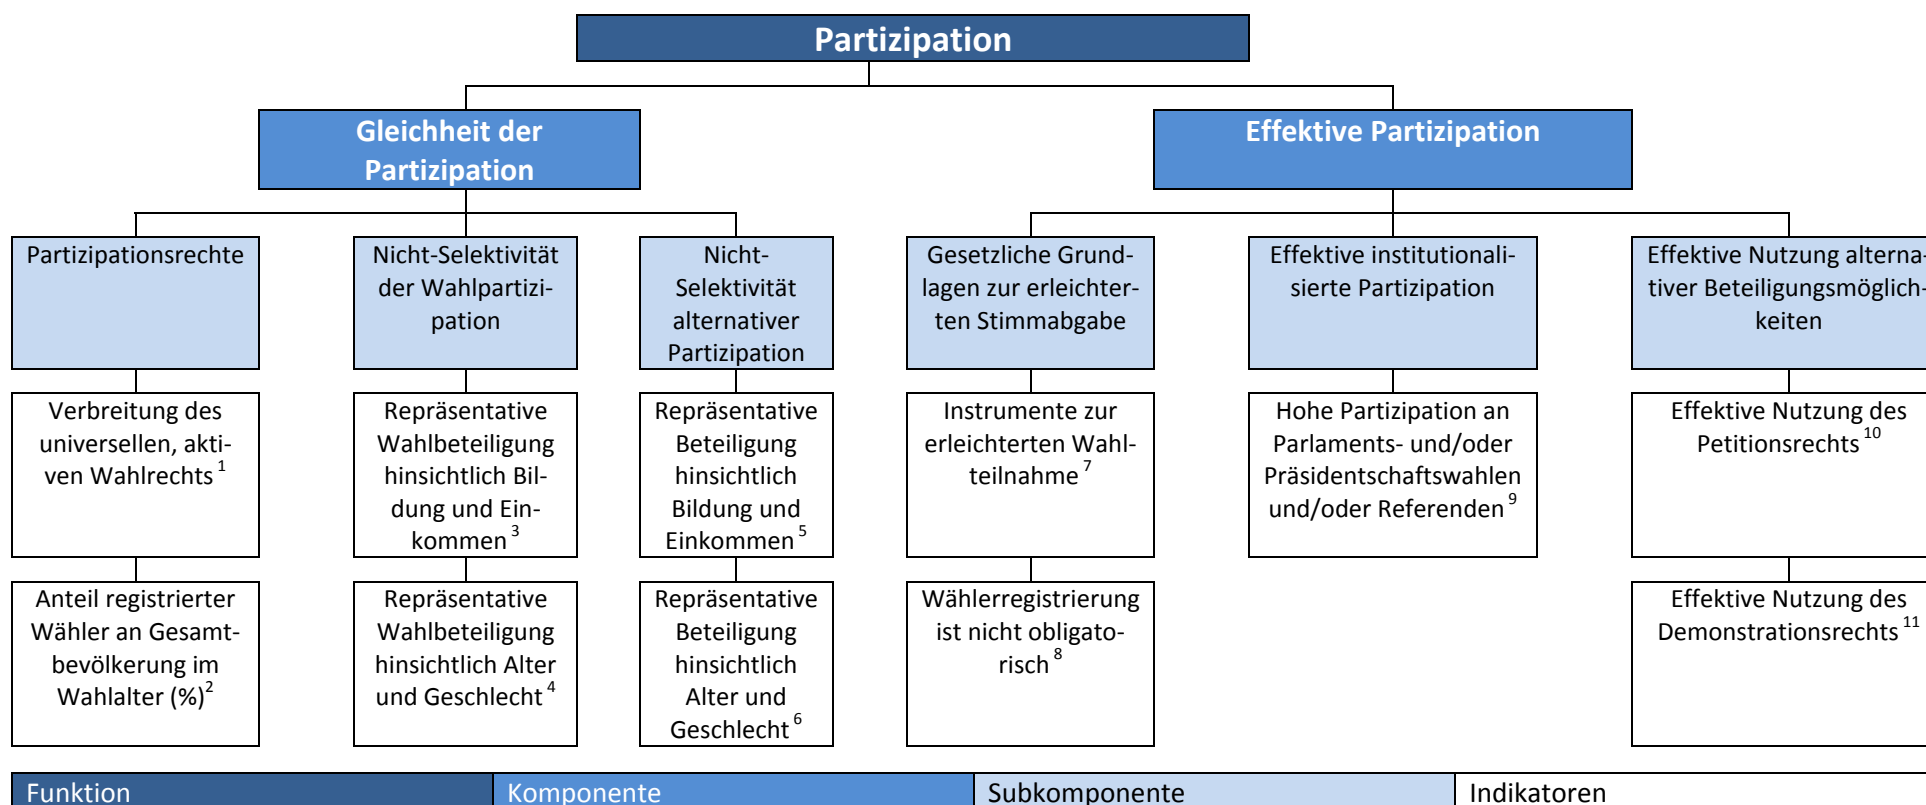 Partizipation
Gleichheit der
Partizipation
Effektive Partizipation
Partizipationsrechte
Nicht-Selektivität
der Wahlpartizi-
pation
Nicht-
Selektivität
alternativer
Partizipation
Gesetzliche Grund-
lagen zur erleichter-
ten Stimmabgabe
Effektive institutionali-
sierte Partizipation
Effektive Nutzung alterna-
tiver Beteiligungsmöglich-
keiten
Verbreitung des
universellen, akti-
ven Wahlrechts 1
Repräsentative
Wahlbeteiligung
hinsichtlich Bil-
dung und Ein-
kommen 3
Repräsentative
Beteiligung
hinsichtlich
Bildung und
Einkommen 5
Instrumente zur
erleichterten Wahl-
teilnahme 7
Hohe Partizipation an
Parlaments- und/oder
Präsidentschaftswahlen
und/oder Referenden 9
Effektive Nutzung des
Petitionsrechts 10
Anteil registrierter
Wähler an Gesamt-
bevölkerung im
Wahlalter (%)2
Repräsentative
Wahlbeteiligung
hinsichtlich Alter
und Geschlecht 4
Repräsentative
Beteiligung
hinsichtlich
Alter und
Geschlecht 6
Wählerregistrierung
ist nicht obligato-
risch 8
Effektive Nutzung des
Demonstrationsrechts 11
Funktion
Komponente
Subkomponente
Indikatoren